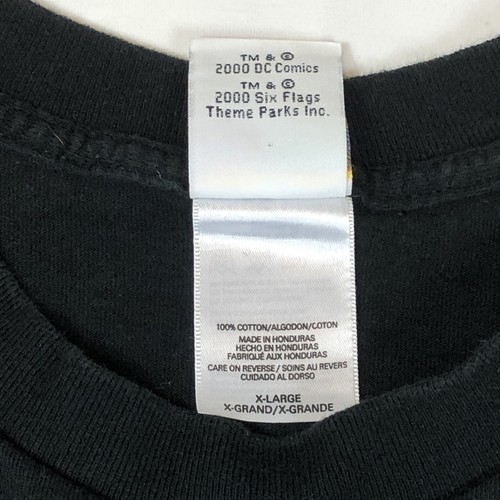 TM & ©
2000 DC Comics
TM & ©
2000 Six Flags
Theme Parks Inc.
100% COTTON/ALGODON/COTON
MADE IN HONDURAS
HECHO EN HONDURAS
FABRIQUÉ AUX HONDURAS
CARE ON REVERSE / SOINS AU REVERS
CUIDADO AL DORSO
X-LARGE
X-GRAND/X-GRANDE